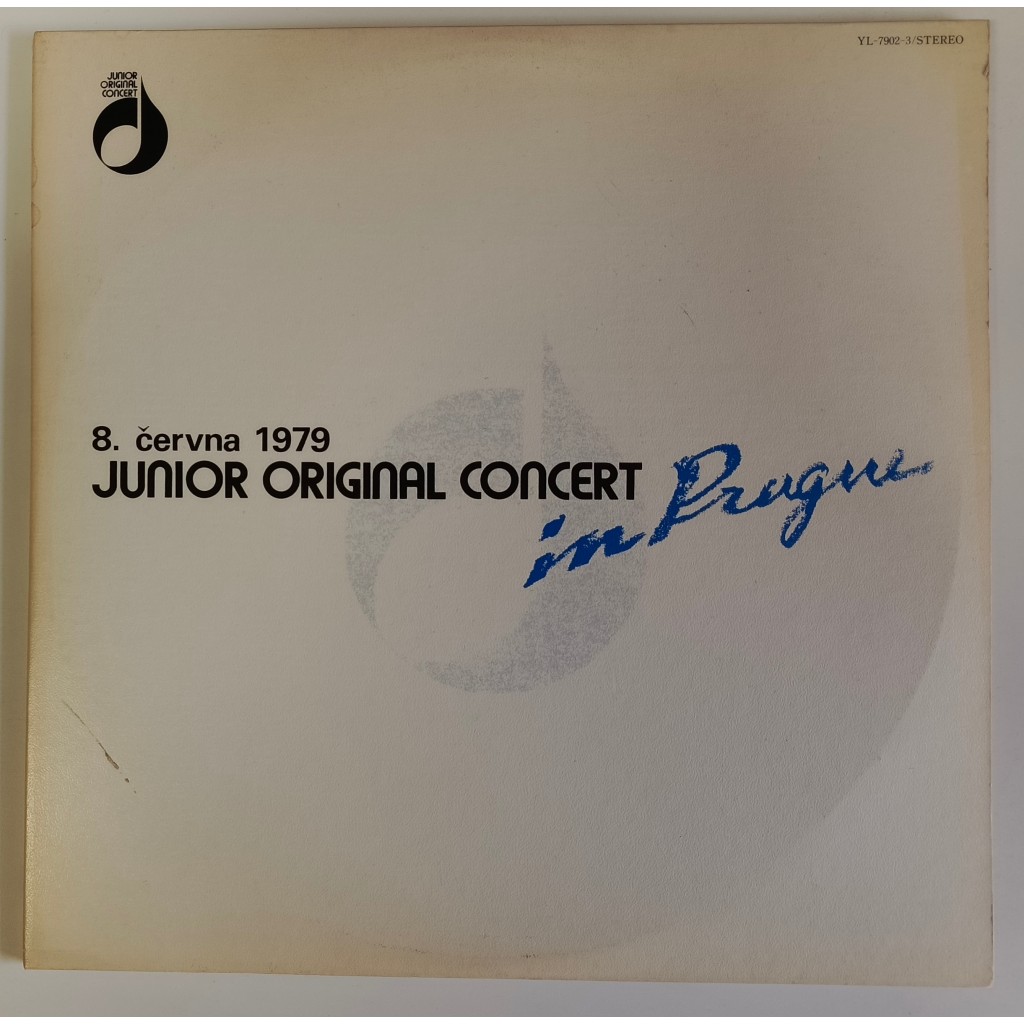 YL-7902-3/STEREO
JUNIOR
ORIGINAL
CONCERT
8. června 1979
JUNIOR ORIGINAL CONCERT
in Prague